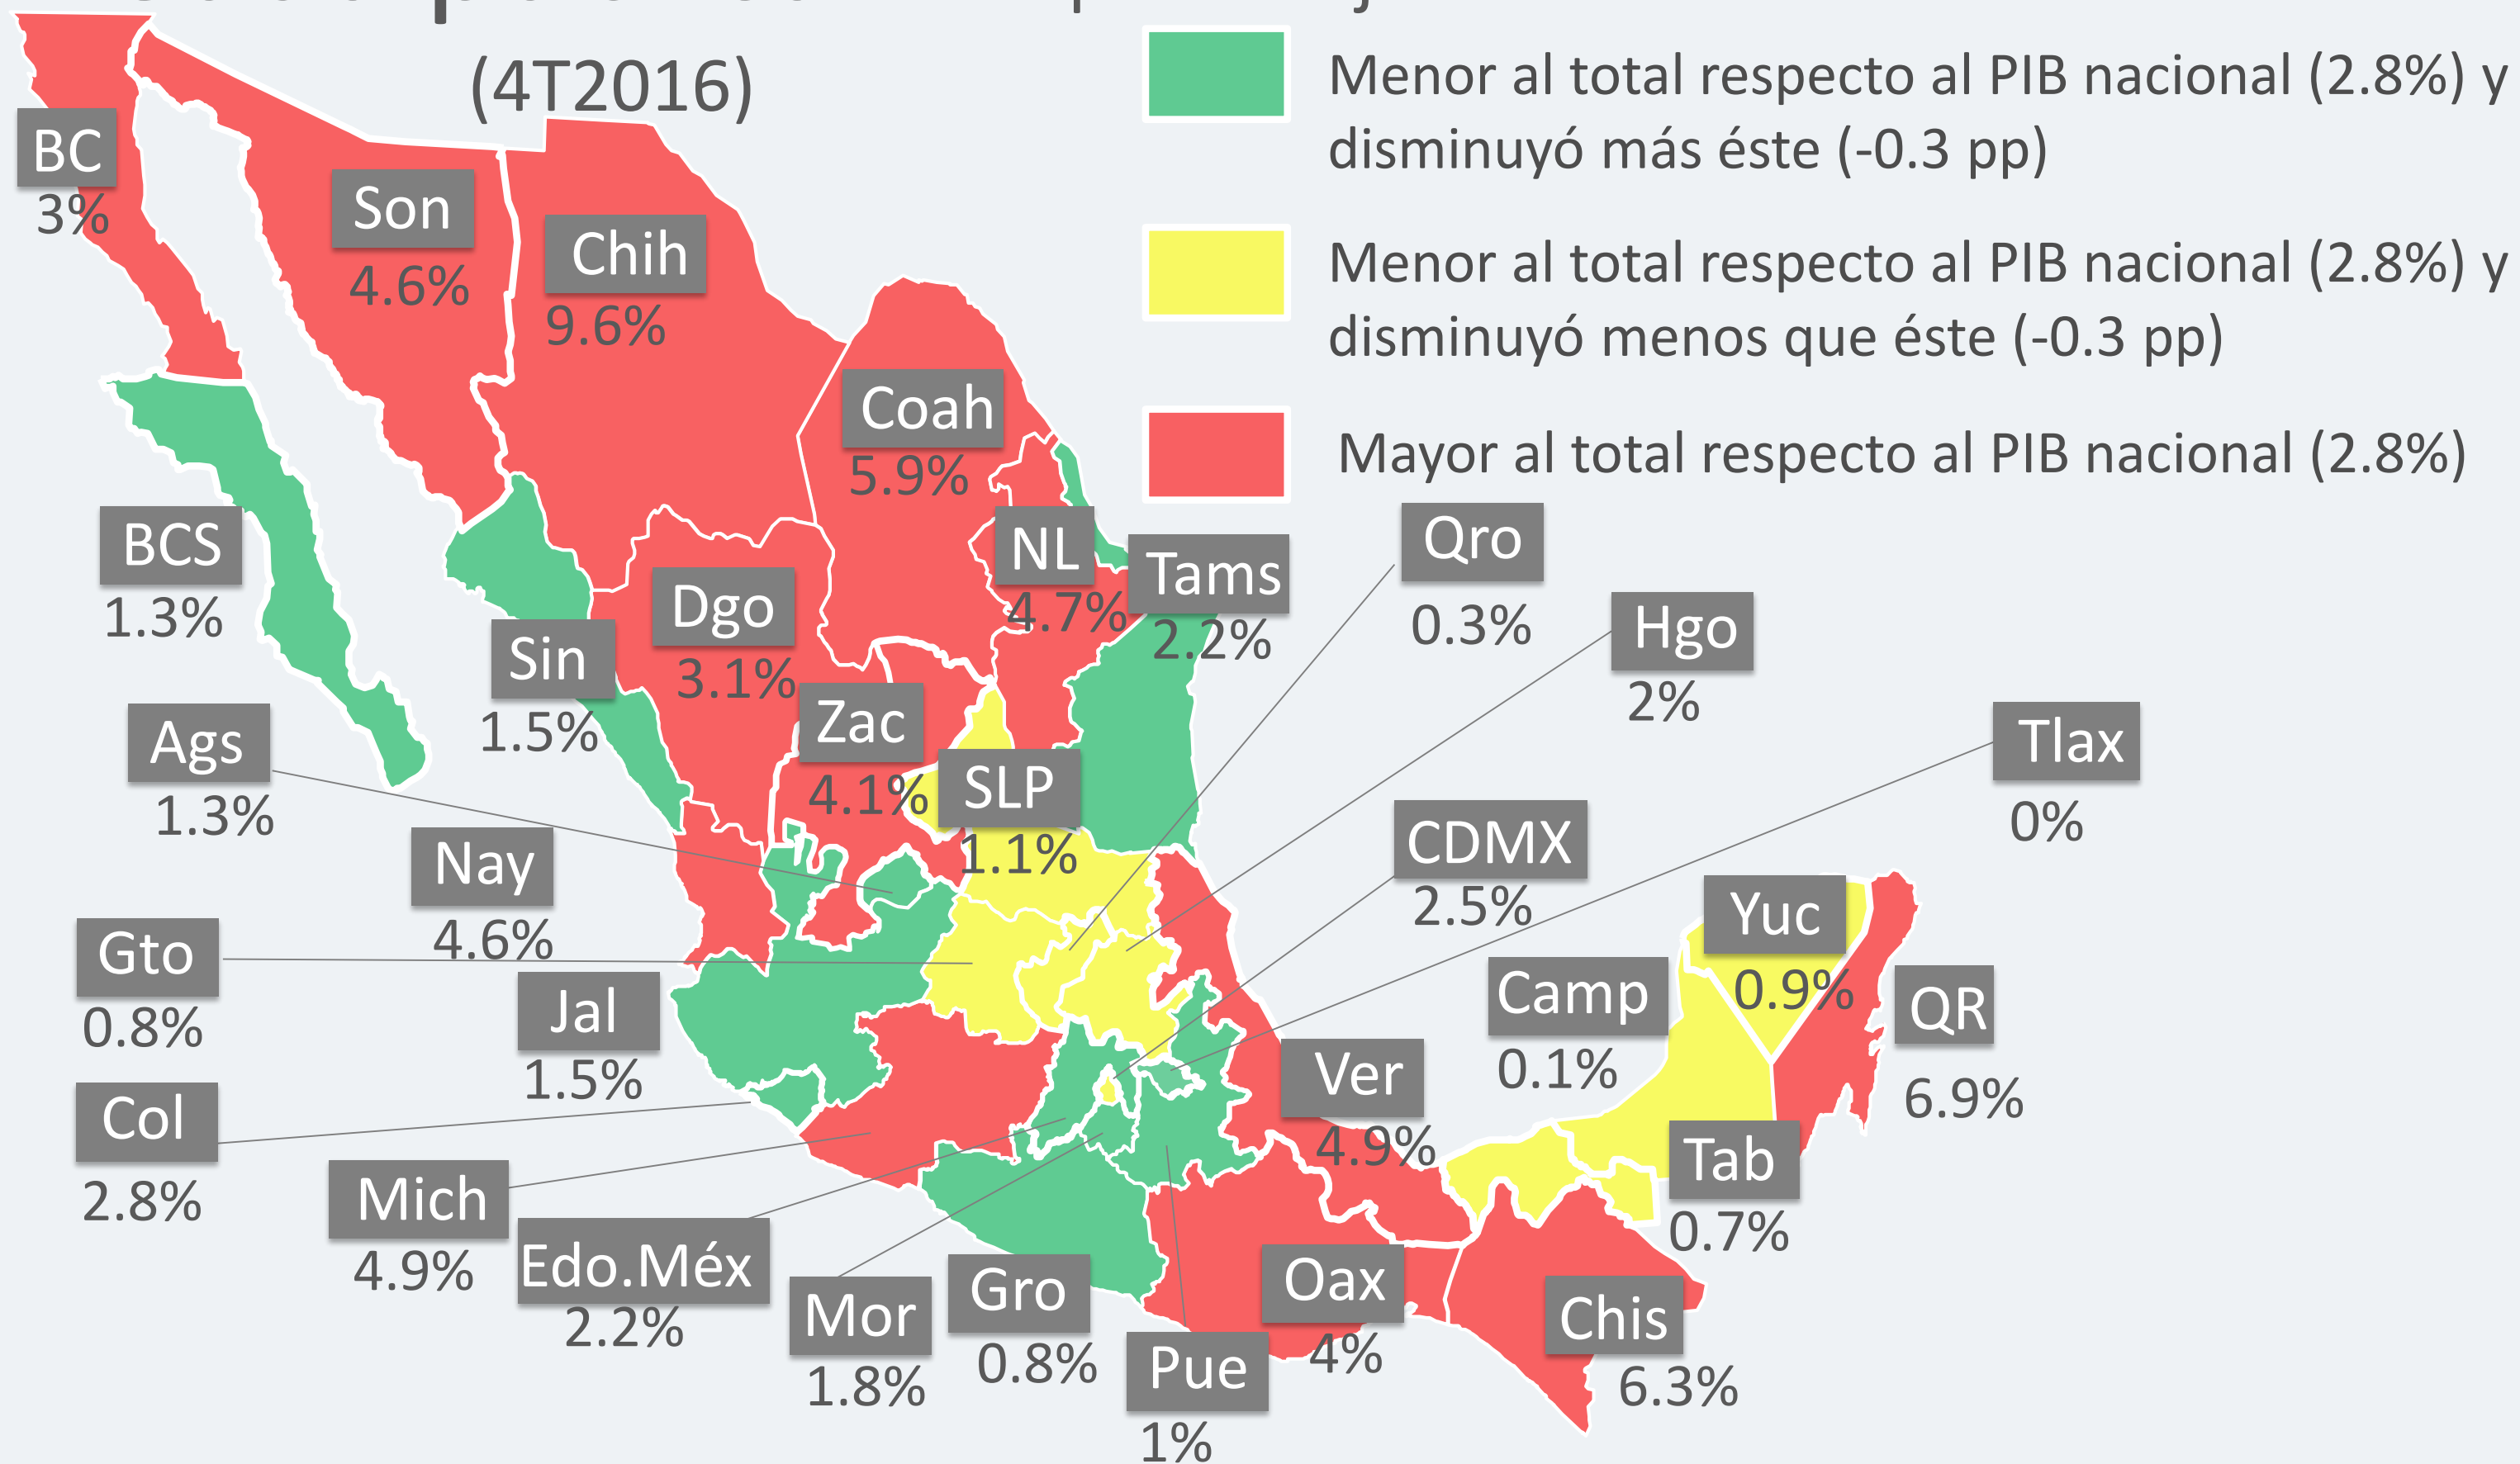 (4T2016)
Menor al total respecto al PIB nacional (2.8%) y
disminuyó más éste (-0.3 pp)
Menor al total respecto al PIB nacional (2.8%) y
disminuyó menos que éste (-0.3 pp)
Mayor al total respecto al PIB nacional (2.8%)
BC
3%
Son
4.6%
Chih
9.6%
Coah
5.9%
NL
4.7%
Tams
2.2%
Qro
0.3%
Hgo
2%
Tlax
0%
BCS
1.3%
Sin
1.5%
Dgo
3.1%
Zac
4.1%
SLP
1.1%
Ags
1.3%
Nay
4.6%
CDMX
2.5%
Yuc
0.9%
Gto
0.8%
Jal
1.5%
Camp
0.1%
QR
6.9%
Col
2.8%
Mich
4.9%
Ver
4.9%
Tab
0.7%
Edo.Méx
2.2%
Mor
1.8%
Gro
0.8%
Pue
1%
Oax
4%
Chis
6.3%